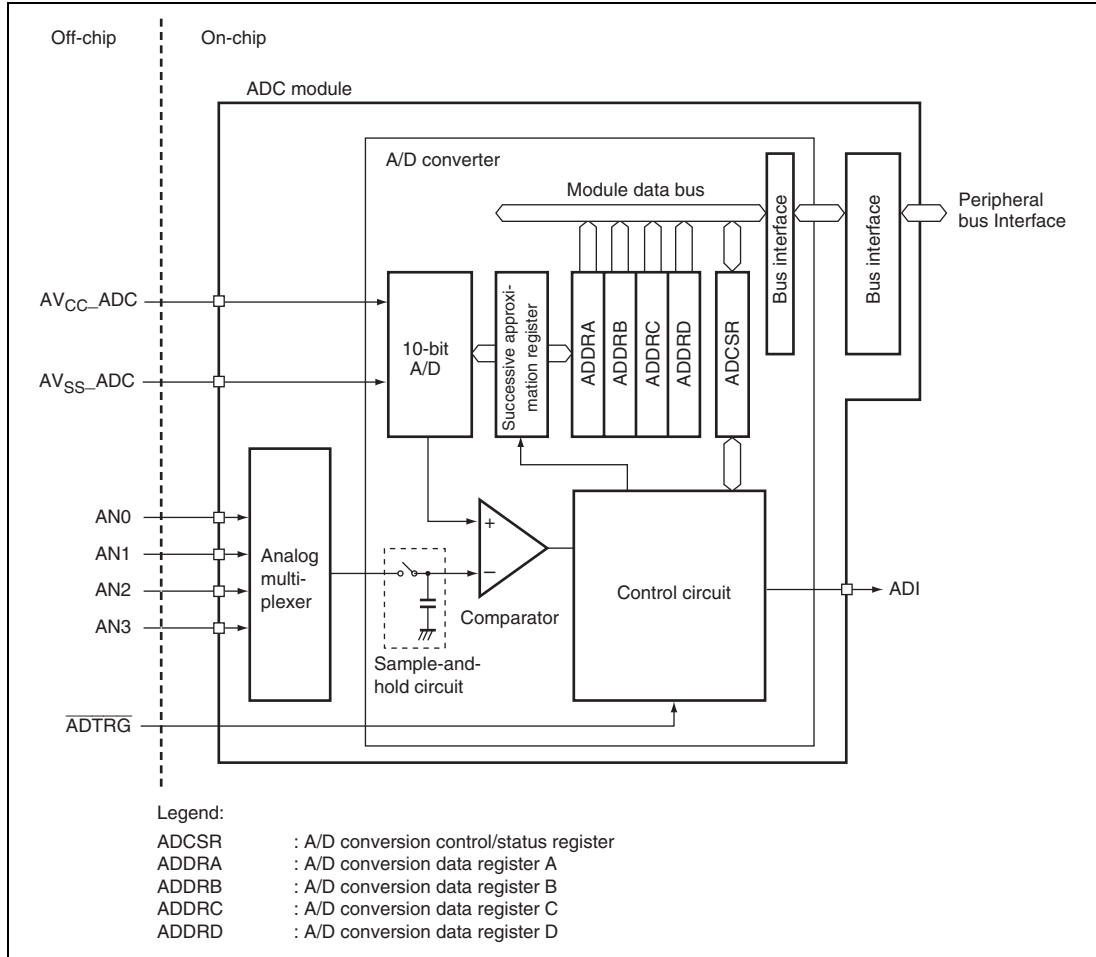 Off-chip
On-chip
ADC module
A/D converter
Module data bus
Bus interface
Bus interface
Peripheral
bus Interface
AVCC_ADC
AVSS_ADC
10-bit
A/D
Successive approxi-
mation register
ADDRA
ADDRB
ADDRC
ADDRD
ADCSR
AN0
AN1
AN2
AN3
Analog
multi-
plexer
+
−
Comparator
Sample-and-
hold circuit
Control circuit
ADI
ADTRG
Legend:
ADCSR : A/D conversion control/status register
ADDRA : A/D conversion data register A
ADDRB : A/D conversion data register B
ADDRC : A/D conversion data register C
ADDRD : A/D conversion data register D